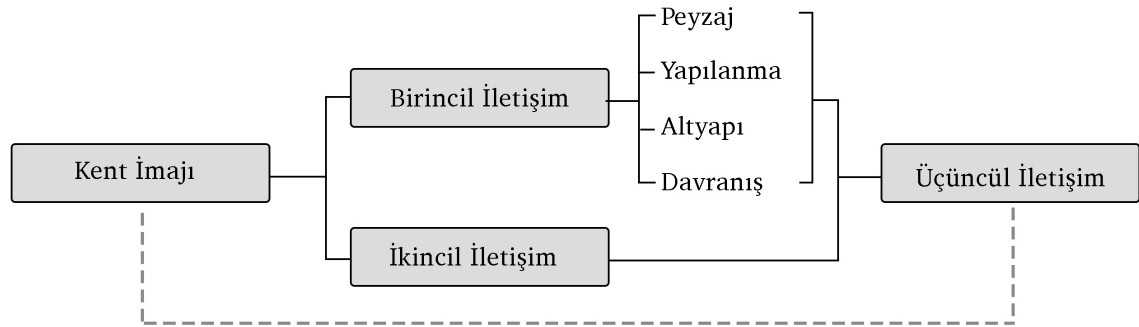 Kent İmajı
Birincil İletişim
Peyzaj
Yapılanma
Altyapı
Davranış
İkincil İletişim
Üçüncül İletişim